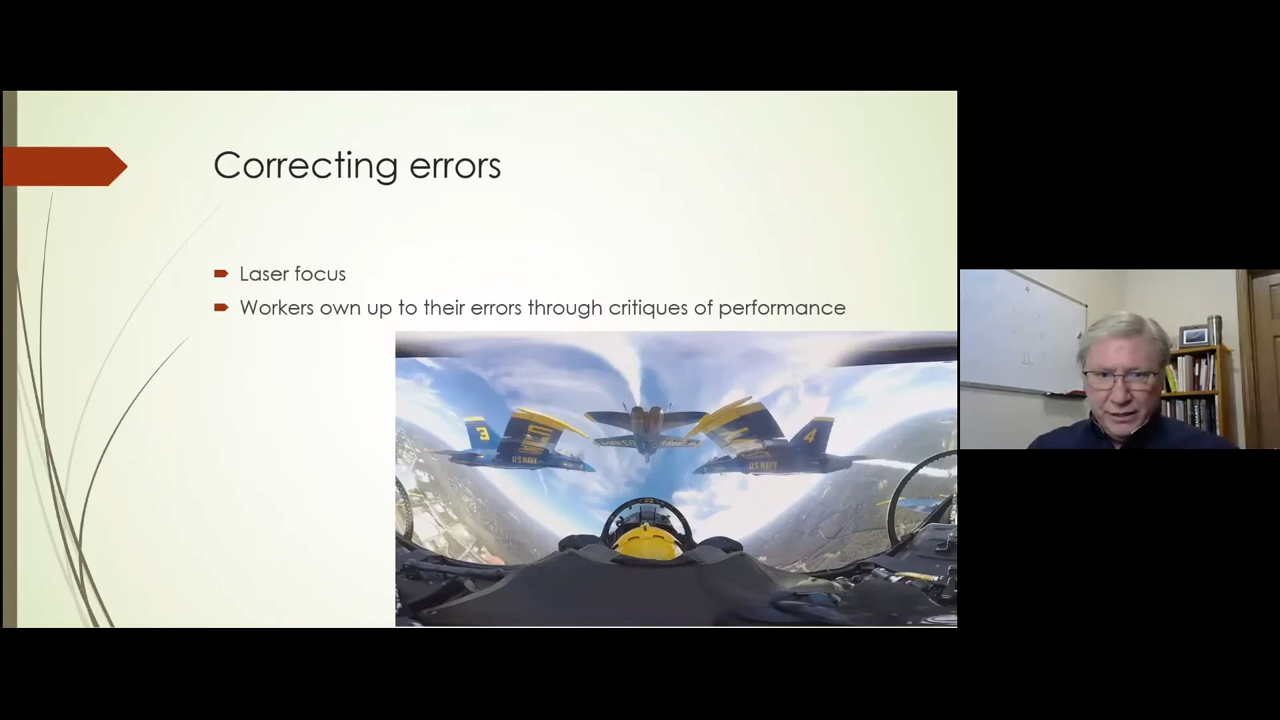 Correcting errors
Laser focus
Workers own up to their errors through critiques of performance
3
4
U.S.NAVY
U.S.NAVY